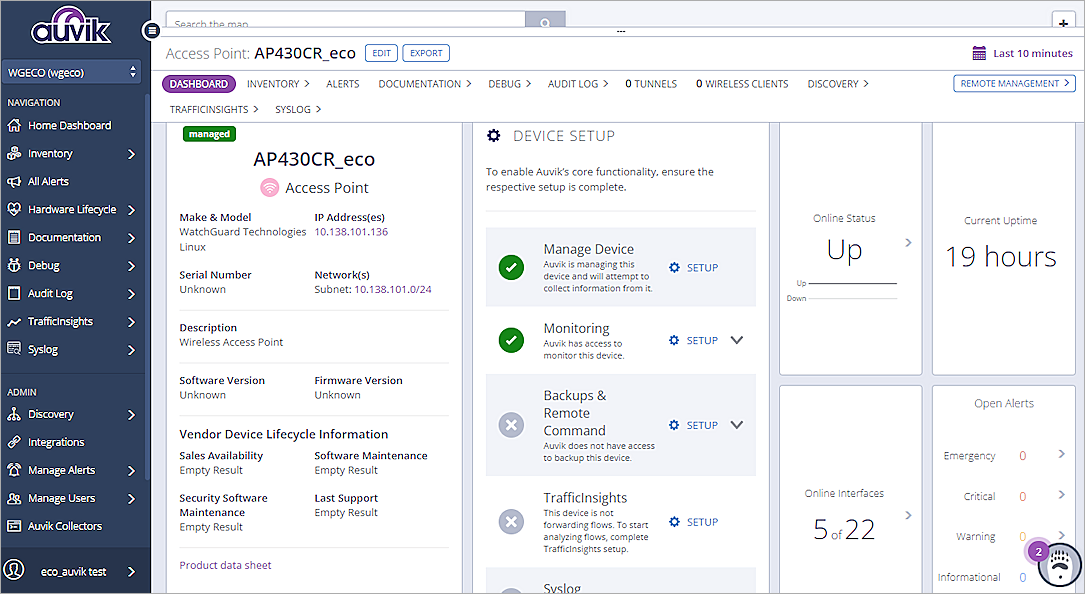 auvik
Search the map
+
...
WGECO (wgeco)
Access Point: AP430CR_eco
EDIT
EXPORT
Last 10 minutes
DASHBOARD
INVENTORY
ALERTS
DOCUMENTATION
DEBUG
AUDIT LOG
0 TUNNELS
0 WIRELESS CLIENTS
DISCOVERY
REMOTE MANAGEMENT
TRAFFICINSIGHTS
SYSLOG
NAVIGATION
Home Dashboard
Inventory
All Alerts
Hardware Lifecycle
Documentation
Debug
Audit Log
TrafficInsights
Syslog
ADMIN
Discovery
Integrations
Manage Alerts
Manage Users
Auvik Collectors
eco_auvik test
managed
AP430CR_eco
Access Point
Make & Model
WatchGuard Technologies
Linux
IP Address(es)
10.138.101.136
Serial Number
Unknown
Network(s)
Subnet: 10.138.101.0/24
Description
Wireless Access Point
Software Version
Unknown
Firmware Version
Unknown
Vendor Device Lifecycle Information
Sales Availability
Empty Result
Software Maintenance
Empty Result
Security Software
Maintenance
Empty Result
Last Support
Empty Result
Product data sheet
DEVICE SETUP
To enable Auvik's core functionality, ensure the
respective setup is complete.
Manage Device
Auvik is managing this
device and will attempt to
collect information from it.
SETUP
Monitoring
Auvik has access to
monitor this device.
SETUP
Backups &
Remote
Command
Auvik does not have access
to backup this device.
SETUP
TrafficInsights
This device is not
forwarding flows. To start
analyzing flows, complete
TrafficInsights setup.
SETUP
Syslog
Online Status
Up
Up
Down
Current Uptime
19 hours
Online Interfaces
5 of 22
Open Alerts
Emergency 0
Critical 0
Warning 0
Informational 0
2